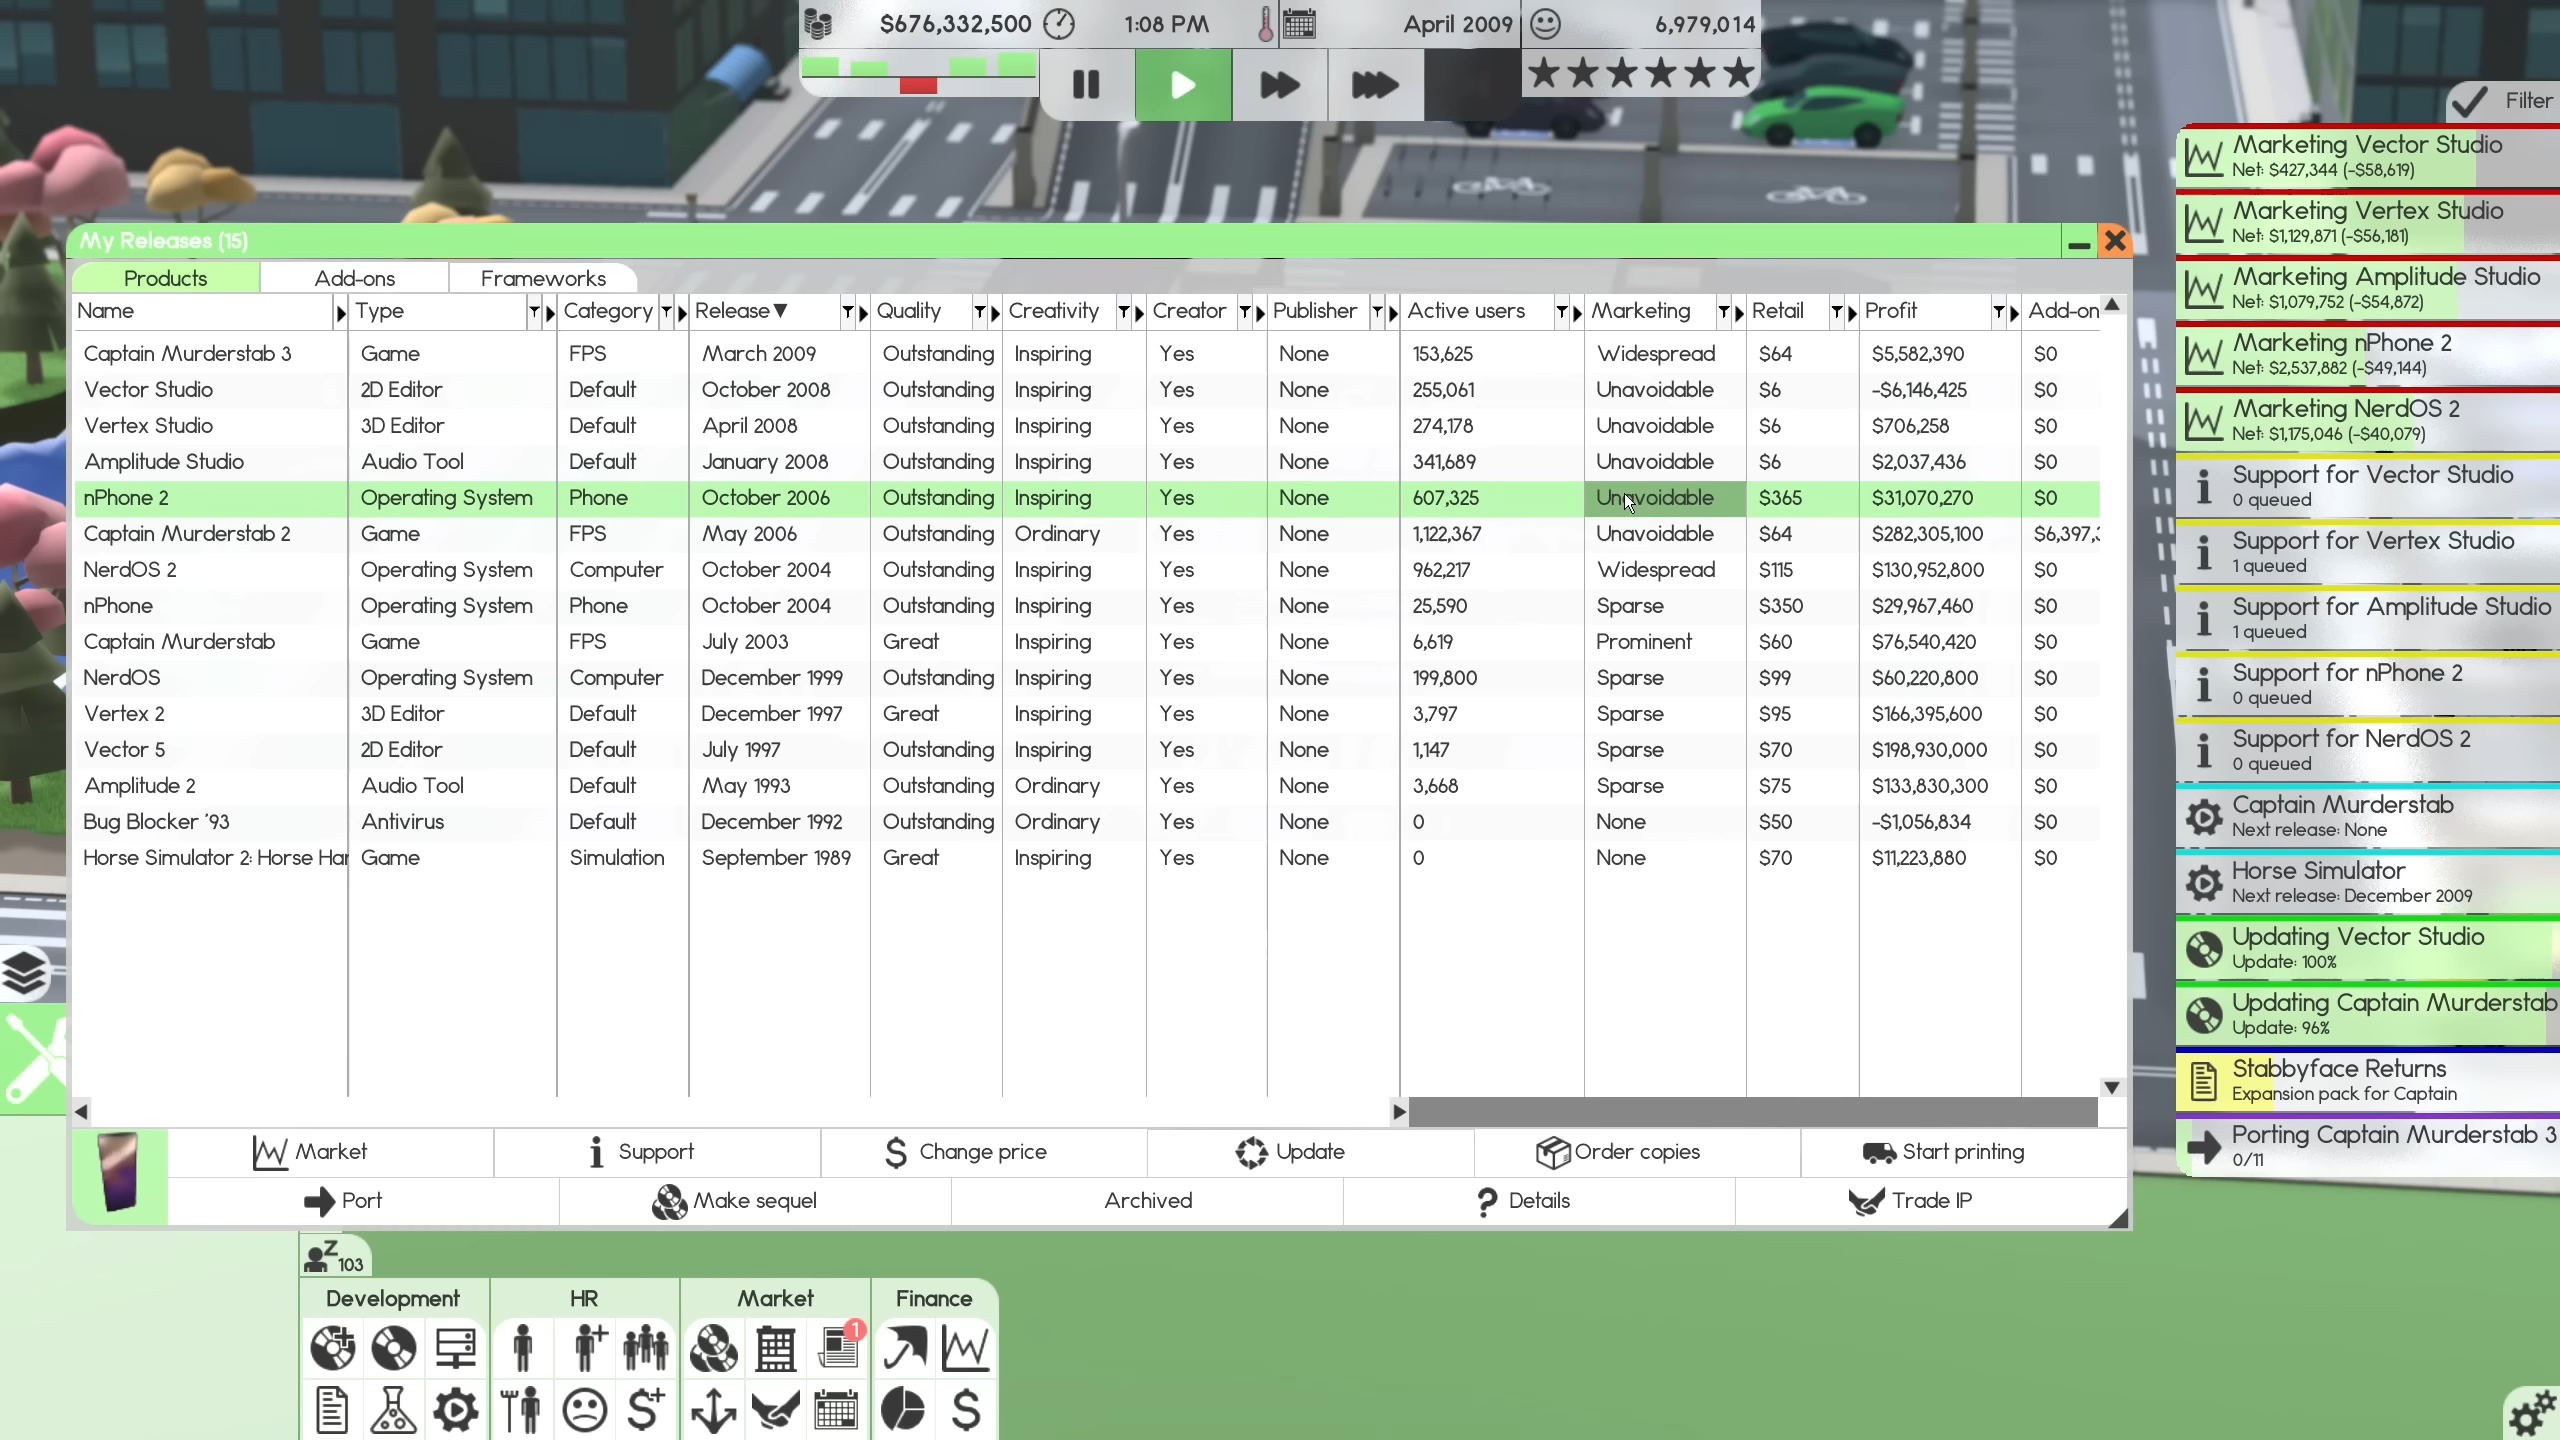 $676,332,500 1:08 PM April 2009 6,979,014
Filter
My Releases (15)
Products Add-ons Frameworks
Name Type Category Release▼ Quality Creativity Creator Publisher Active users Marketing Retail Profit Add-on
Captain Murderstab 3 Game FPS March 2009 Outstanding Inspiring Yes None 153,625 Widespread $64 $5,582,390 $0
Vector Studio 2D Editor Default October 2008 Outstanding Inspiring Yes None 255,061 Unavoidable $6 -$6,146,425 $0
Vertex Studio 3D Editor Default April 2008 Outstanding Inspiring Yes None 274,178 Unavoidable $6 $706,258 $0
Amplitude Studio Audio Tool Default January 2008 Outstanding Inspiring Yes None 341,689 Unavoidable $6 $2,037,436 $0
nPhone 2 Operating System Phone October 2006 Outstanding Inspiring Yes None 607,325 Unavoidable $365 $31,070,270 $0
Captain Murderstab 2 Game FPS May 2006 Outstanding Ordinary Yes None 1,122,367 Unavoidable $64 $282,305,100 $6,397,3
NerdOS 2 Operating System Computer October 2004 Outstanding Inspiring Yes None 962,217 Widespread $115 $130,952,800 $0
nPhone Operating System Phone October 2004 Outstanding Inspiring Yes None 25,590 Sparse $350 $29,967,460 $0
Captain Murderstab Game FPS July 2003 Great Inspiring Yes None 6,619 Prominent $60 $76,540,420 $0
NerdOS Operating System Computer December 1999 Outstanding Inspiring Yes None 199,800 Sparse $99 $60,220,800 $0
Vertex 2 3D Editor Default December 1997 Great Inspiring Yes None 3,797 Sparse $95 $166,395,600 $0
Vector 5 2D Editor Default July 1997 Outstanding Inspiring Yes None 1,147 Sparse $70 $198,930,000 $0
Amplitude 2 Audio Tool Default May 1993 Outstanding Ordinary Yes None 3,668 Sparse $75 $133,830,300 $0
Bug Blocker '93 Antivirus Default December 1992 Outstanding Ordinary Yes None 0 None $50 -$1,056,834 $0
Horse Simulator 2: Horse Har Game Simulation September 1989 Great Inspiring Yes None 0 None $70 $11,223,880 $0
Market Support Change price Update Order copies Start printing
Port Make sequel Archived Details Trade IP
Marketing Vector Studio
Net: $427,344 (-$58,619)
Marketing Vertex Studio
Net: $1,129,871 (-$56,181)
Marketing Amplitude Studio
Net: $1,079,752 (-$54,872)
Marketing nPhone 2
Net: $2,537,882 (-$49,144)
Marketing NerdOS 2
Net: $1,175,046 (-$40,079)
Support for Vector Studio
0 queued
Support for Vertex Studio
1 queued
Support for Amplitude Studio
1 queued
Support for nPhone 2
0 queued
Support for NerdOS 2
0 queued
Captain Murderstab
Next release: None
Horse Simulator
Next release: December 2009
Updating Vector Studio
Update: 100%
Updating Captain Murderstab
Update: 96%
Stabbyface Returns
Expansion pack for Captain
Porting Captain Murderstab 3
0/11
Z 103
Development HR Market Finance
1